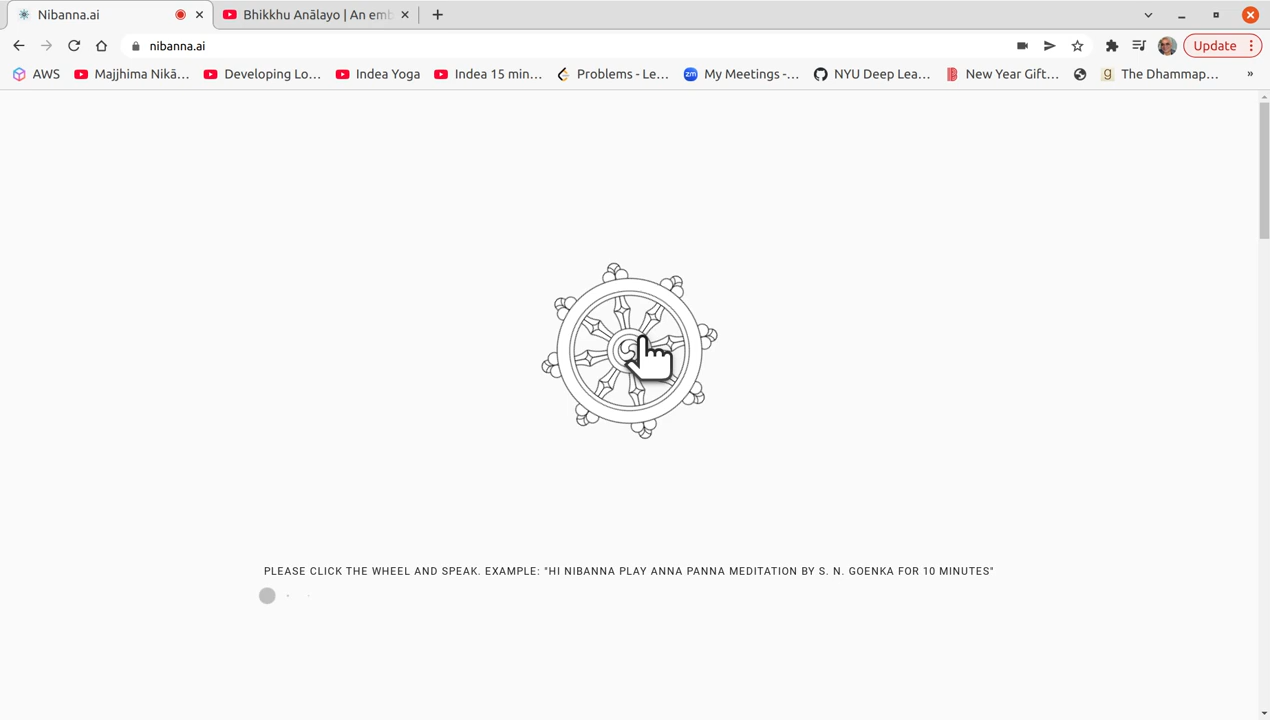 Nibanna.ai
Bhikkhu Anālayo | An emb
nibanna.ai
Update
AWS
Majjhima Nikā...
Developing Lo...
Indea Yoga
Indea 15 min...
Problems - Le...
zm
My Meetings -...
NYU Deep Lea...
New Year Gift...
g
The Dhammap...
»
PLEASE CLICK THE WHEEL AND SPEAK. EXAMPLE: "HI NIBANNA PLAY ANNA PANNA MEDITATION BY S. N. GOENKA FOR 10 MINUTES"